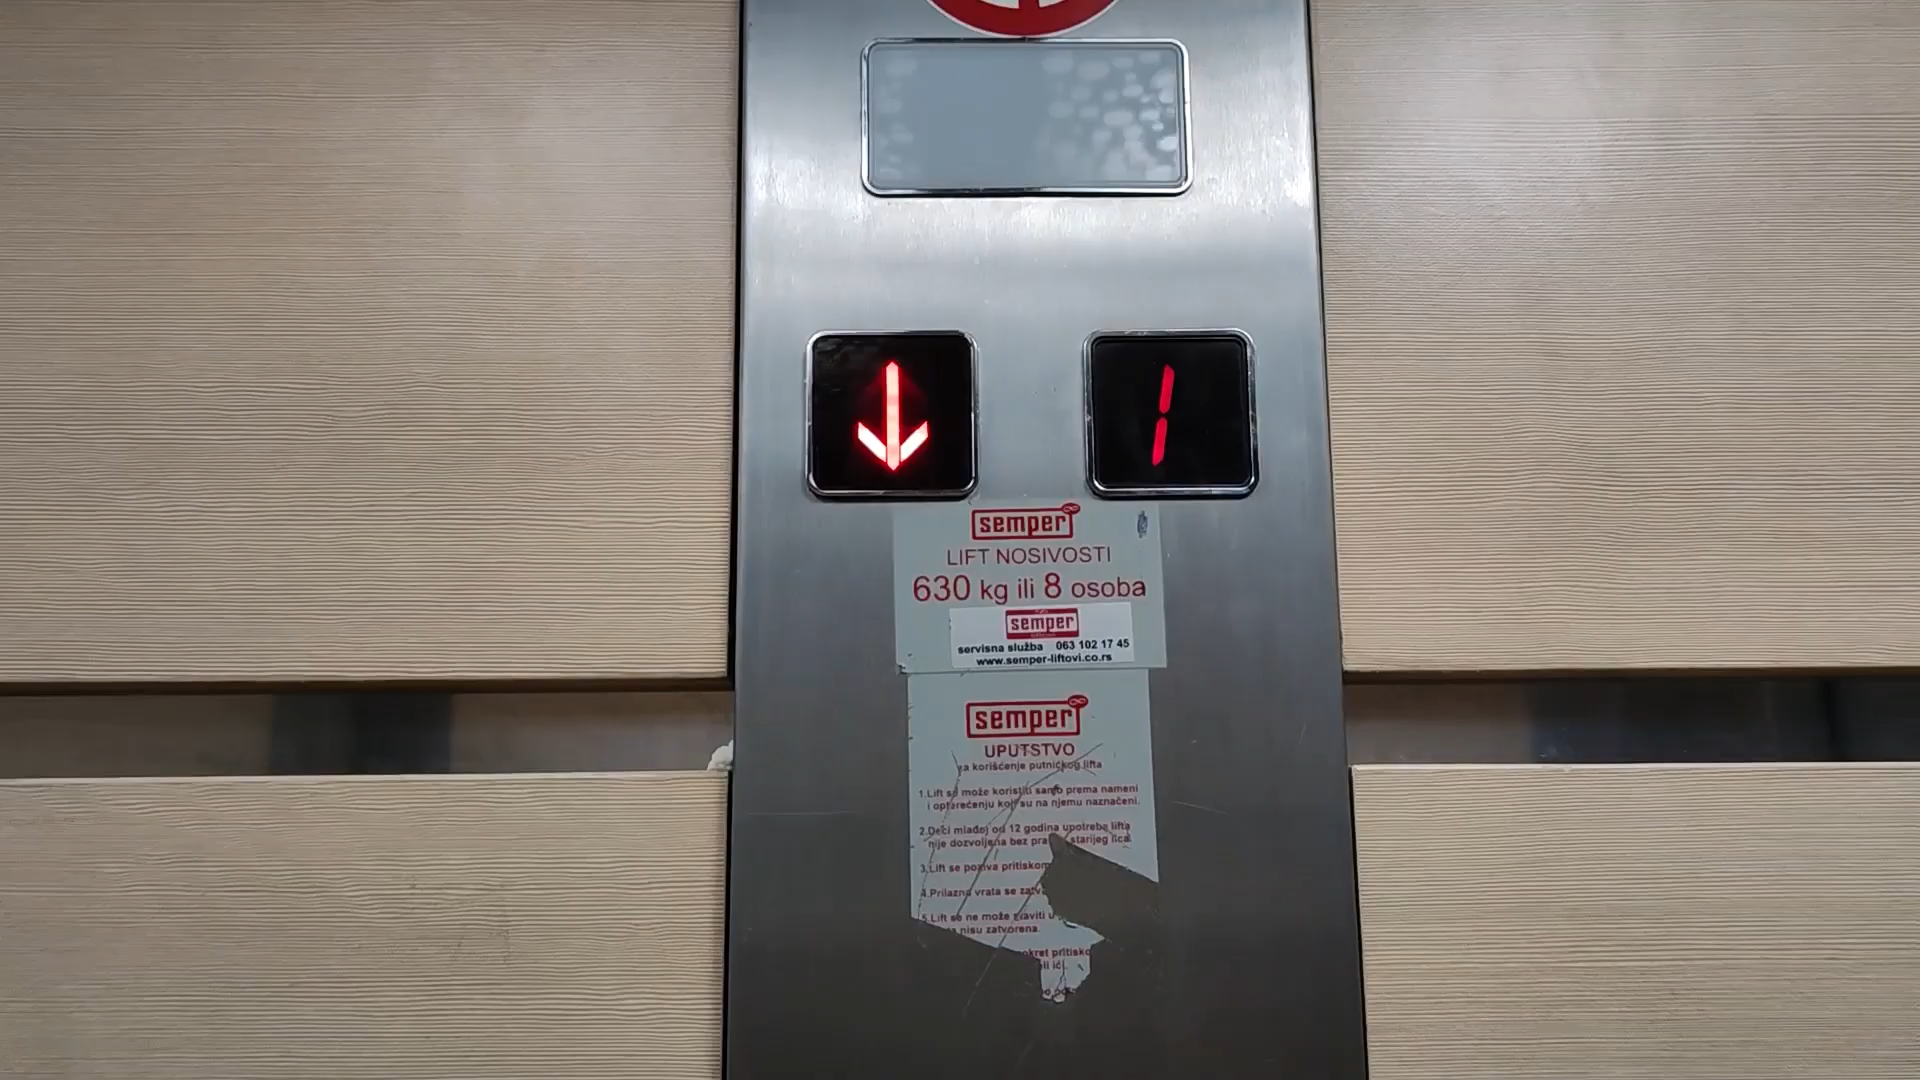 1
semper
LIFT NOSIVOSTI
630 kg ili 8 osoba
semper
servisna služba 063 102 17 45
www.semper-liftovi.co.rs
semper
UPUTSTVO
za korišćenje putničkog lifta
1.Lift se može koristiti samo prema nameni
i opterećenju koji su na njemu naznačeni.
2.Deci mlađoj od 12 godina upotreba lifta
nije dozvoljena bez starijeg lica.
3.Lift se poziva pritiskom
4.Prilazna vrata se
5.Lift se ne može staviti u
nisu zatvorena.
pokret
ići.